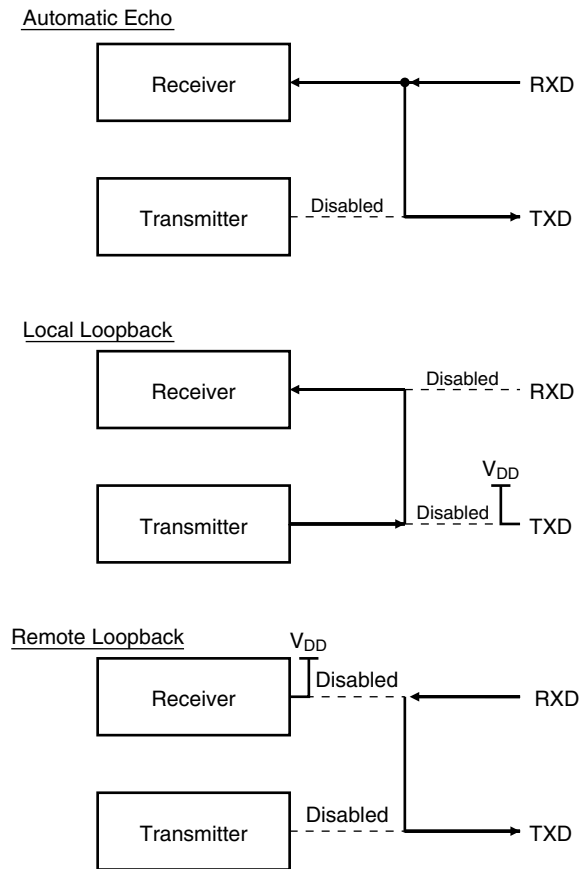 Automatic Echo
Receiver
RXD
Transmitter
Disabled
TXD
Local Loopback
Receiver
Disabled
RXD
VDD
Transmitter
Disabled
TXD
Remote Loopback
VDD
Receiver
Disabled
RXD
Transmitter
Disabled
TXD